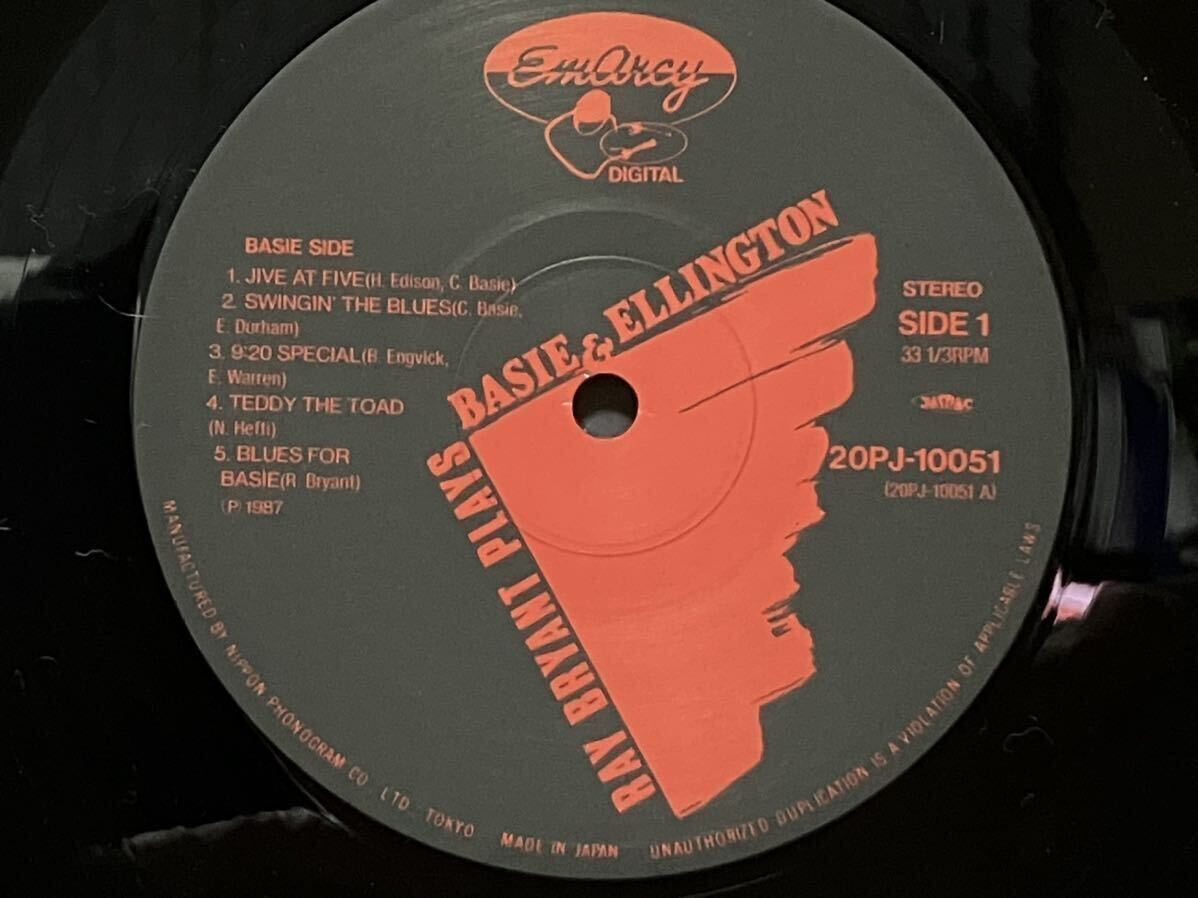 EmArcy
DIGITAL
RAY BRYANT PLAYS
BASIE & ELLINGTON
BASIE SIDE
1. JIVE AT FIVE(H. Edison, C. Basie)
2. SWINGIN' THE BLUES(C. Basie,
E. Durham)
3. 9:20 SPECIAL(B. Engvick,
E. Warren)
4. TEDDY THE TOAD
(N. Hefti)
5. BLUES FOR
BASIE(R. Bryant)
(P) 1987
STEREO
SIDE 1
33 1/3RPM
JASRAC
20PJ-10051
(20PJ-10051 A)
MANUFACTURED BY NIPPON PHONOGRAM CO., LTD. TOKYO MADE IN JAPAN UNAUTHORIZED DUPLICATION IS A VIOLATION OF APPLICABLE LAWS